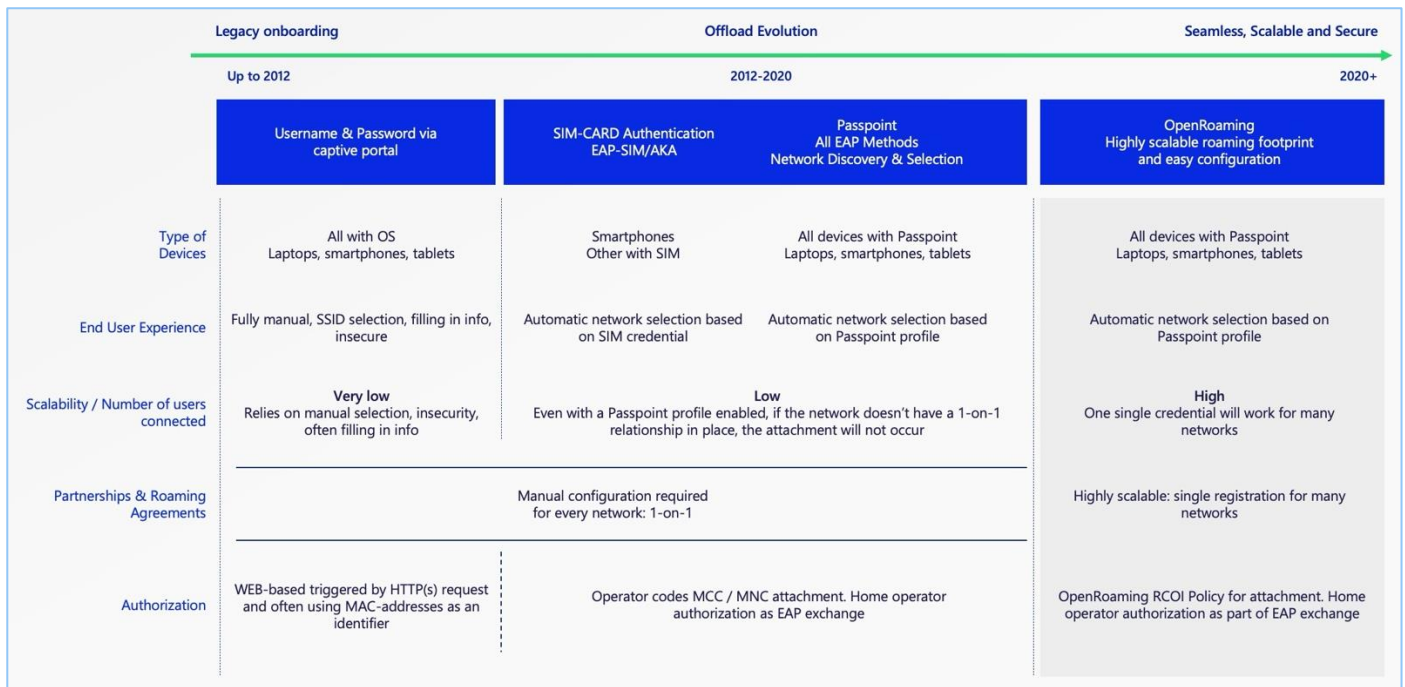 Legacy onboarding
Offload Evolution
Seamless, Scalable and Secure
Up to 2012
2012-2020
2020+
Username & Password via
captive portal
SIM-CARD Authentication
EAP-SIM/AKA
Passpoint
All EAP Methods
Network Discovery & Selection
OpenRoaming
Highly scalable roaming footprint
and easy configuration
Type of
Devices
All with OS
Laptops, smartphones, tablets
Smartphones
Other with SIM
All devices with Passpoint
Laptops, smartphones, tablets
All devices with Passpoint
Laptops, smartphones, tablets
End User Experience
Fully manual, SSID selection, filling in info,
insecure
Automatic network selection based
on SIM credential
Automatic network selection based
on Passpoint profile
Automatic network selection based on
Passpoint profile
Scalability / Number of users
connected
Very low
Relies on manual selection, insecurity,
often filling in info
Low
Even with a Passpoint profile enabled, if the network doesn't have a 1-on-1
relationship in place, the attachment will not occur
High
One single credential will work for many
networks
Partnerships & Roaming
Agreements
Manual configuration required
for every network: 1-on-1
Highly scalable: single registration for many
networks
Authorization
WEB-based triggered by HTTP(s) request
and often using MAC-addresses as an
identifier
Operator codes MCC / MNC attachment. Home operator
authorization as EAP exchange
OpenRoaming RCOI Policy for attachment. Home
operator authorization as part of EAP exchange